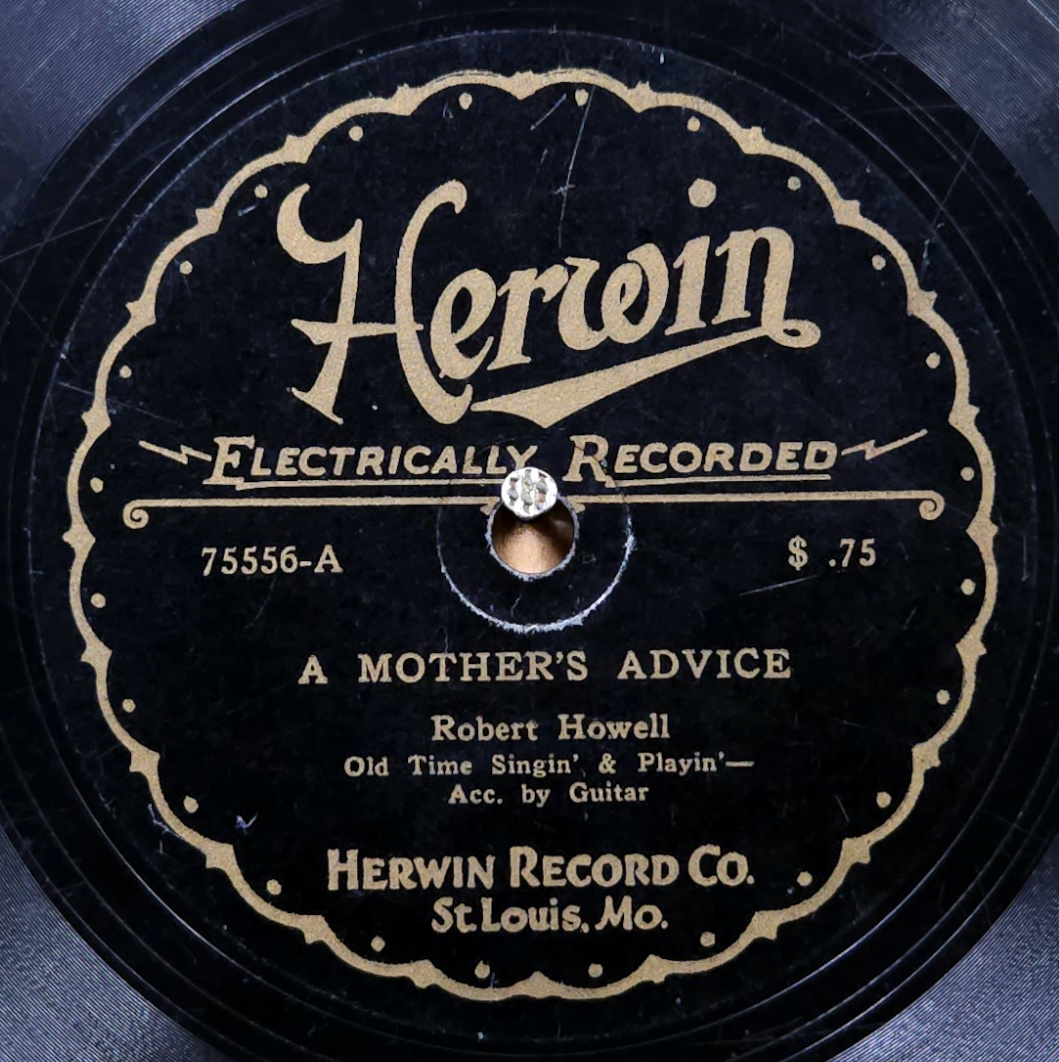 Herwin
ELECTRICALLY RECORDED
75556-A $ .75
A MOTHER'S ADVICE
Robert Howell
Old Time Singin' & Playin'—
Acc. by Guitar
HERWIN RECORD CO.
St. Louis, Mo.